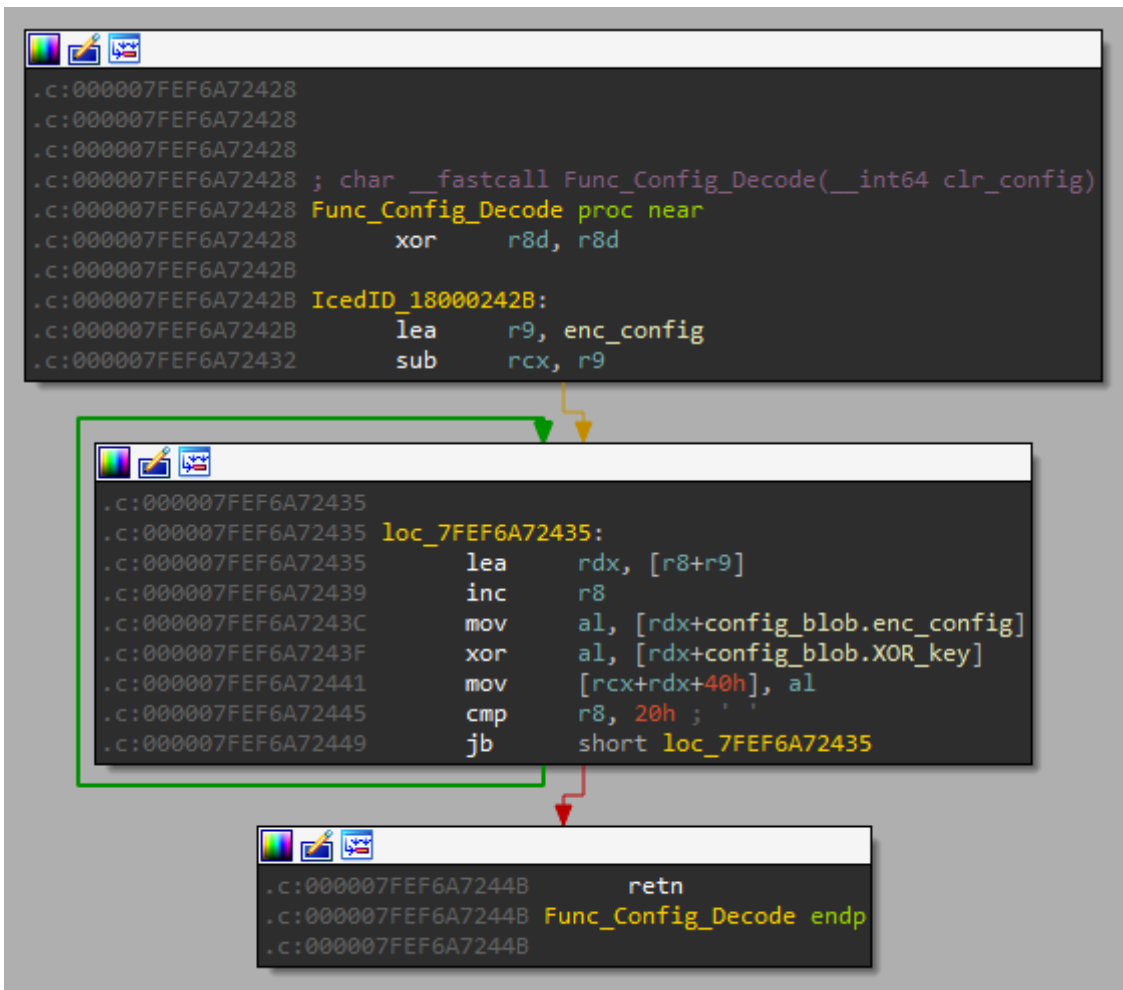 .c:000007FEF6A72428
.c:000007FEF6A72428
.c:000007FEF6A72428
.c:000007FEF6A72428 ; char __fastcall Func_Config_Decode(__int64 clr_config)
.c:000007FEF6A72428 Func_Config_Decode proc near
.c:000007FEF6A72428 xor r8d, r8d
.c:000007FEF6A7242B
.c:000007FEF6A7242B IcedID_18000242B:
.c:000007FEF6A7242B lea r9, enc_config
.c:000007FEF6A72432 sub rcx, r9
.c:000007FEF6A72435
.c:000007FEF6A72435 loc_7FEF6A72435:
.c:000007FEF6A72435 lea rdx, [r8+r9]
.c:000007FEF6A72439 inc r8
.c:000007FEF6A7243C mov al, [rdx+config_blob.enc_config]
.c:000007FEF6A7243F xor al, [rdx+config_blob.XOR_key]
.c:000007FEF6A72441 mov [rcx+rdx+40h], al
.c:000007FEF6A72445 cmp r8, 20h ; ' '
.c:000007FEF6A72449 jb short loc_7FEF6A72435
.c:000007FEF6A7244B retn
.c:000007FEF6A7244B Func_Config_Decode endp
.c:000007FEF6A7244B